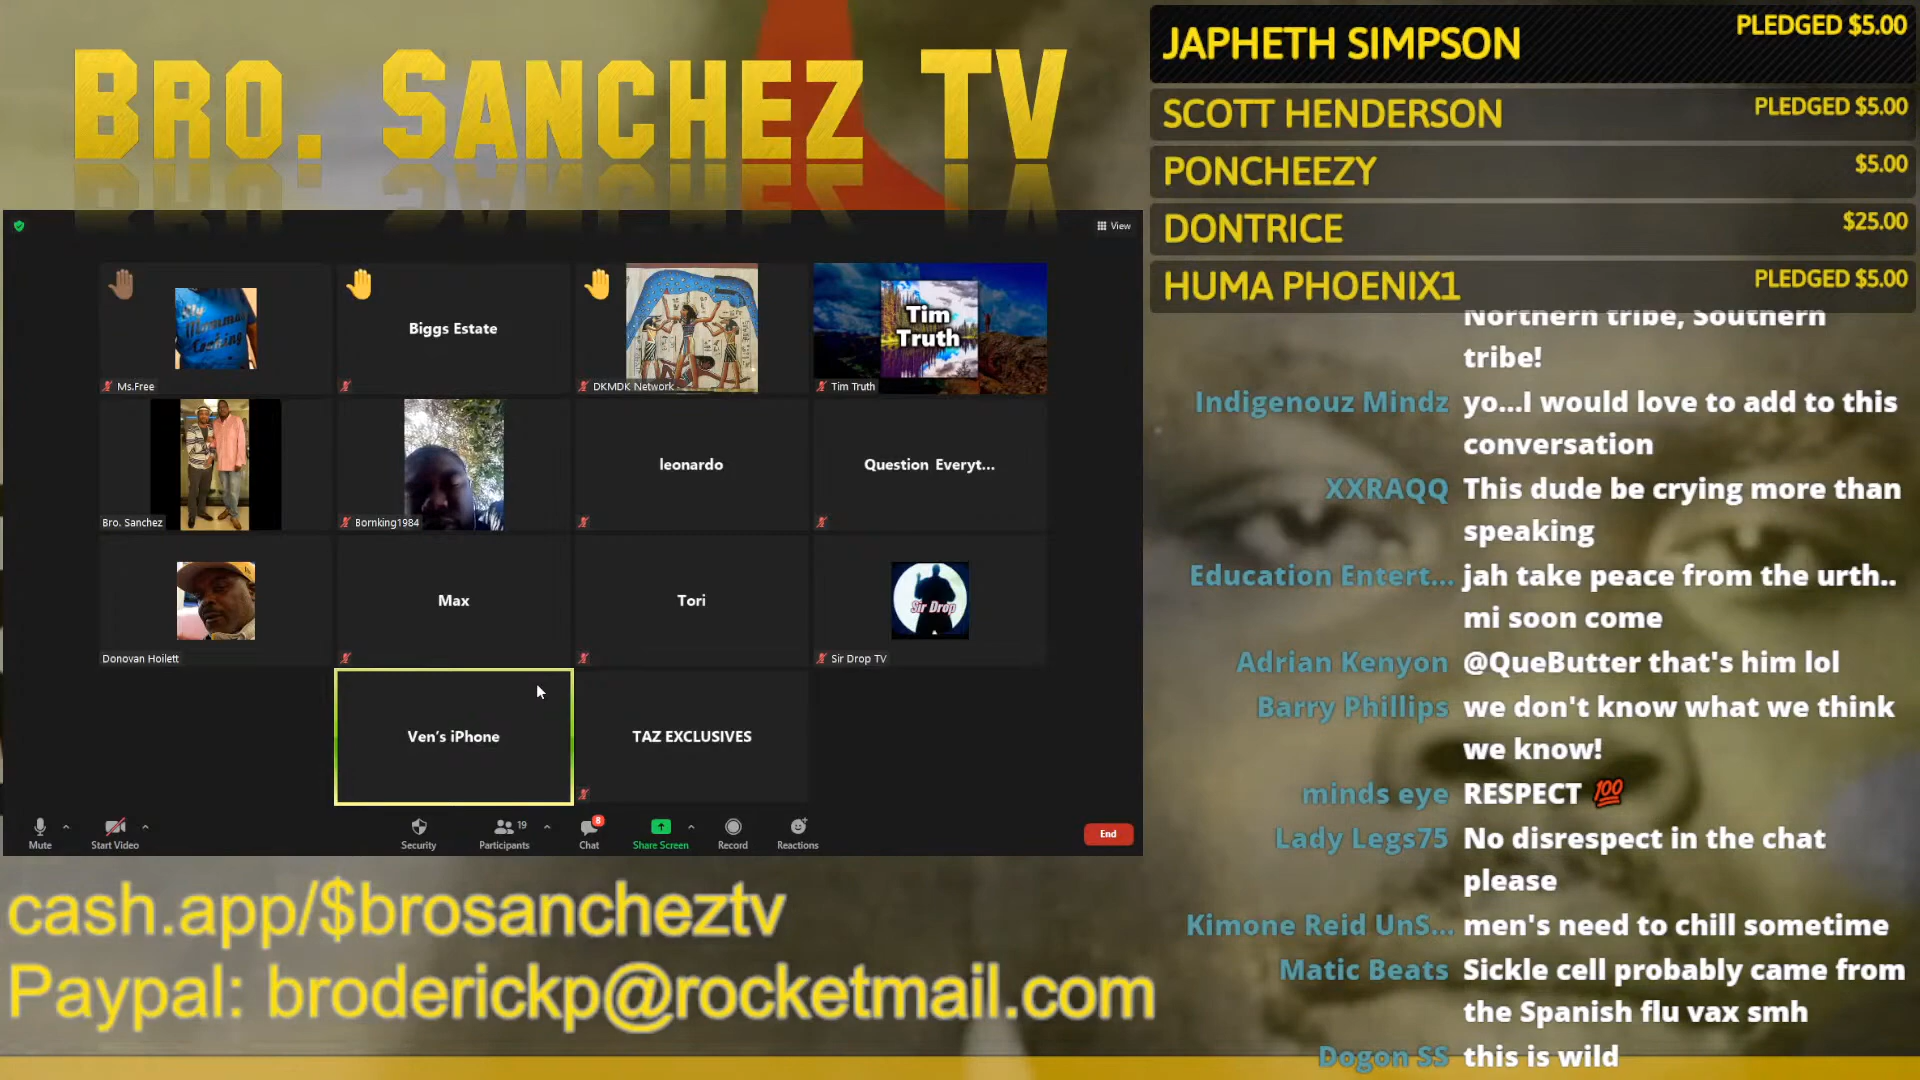 BRO. SANCHEZ TV
JAPHETH SIMPSON PLEDGED $5.00
SCOTT HENDERSON PLEDGED $5.00
PONCHEEZY $5.00
DONTRICE $25.00
HUMA PHOENIX1 PLEDGED $5.00
View
My
Momma
Cooking
Ms.Free
Biggs Estate
DKMDK Network
Tim
Truth
Tim Truth
Bro. Sanchez
Bornking1984
leonardo
Question Everyt...
Donovan Hoilett
Max
Tori
Sir Drop
Sir Drop TV
Ven's iPhone
TAZ EXCLUSIVES
Mute
Start Video
Security
19
Participants
8
Chat
Share Screen
Record
Reactions
End
cash.app/$brosancheztv
Paypal: broderickp@rocketmail.com
Northern tribe, Southern
tribe!
Indigenouz Mindz yo...I would love to add to this
conversation
XXRAQQ This dude be crying more than
speaking
Education Entert... jah take peace from the urth..
mi soon come
Adrian Kenyon @QueButter that's him lol
Barry Phillips we don't know what we think
we know!
minds eye RESPECT 💯
Lady Legs75 No disrespect in the chat
please
Kimone Reid UnS... men's need to chill sometime
Matic Beats Sickle cell probably came from
the Spanish flu vax smh
Dogon SS this is wild